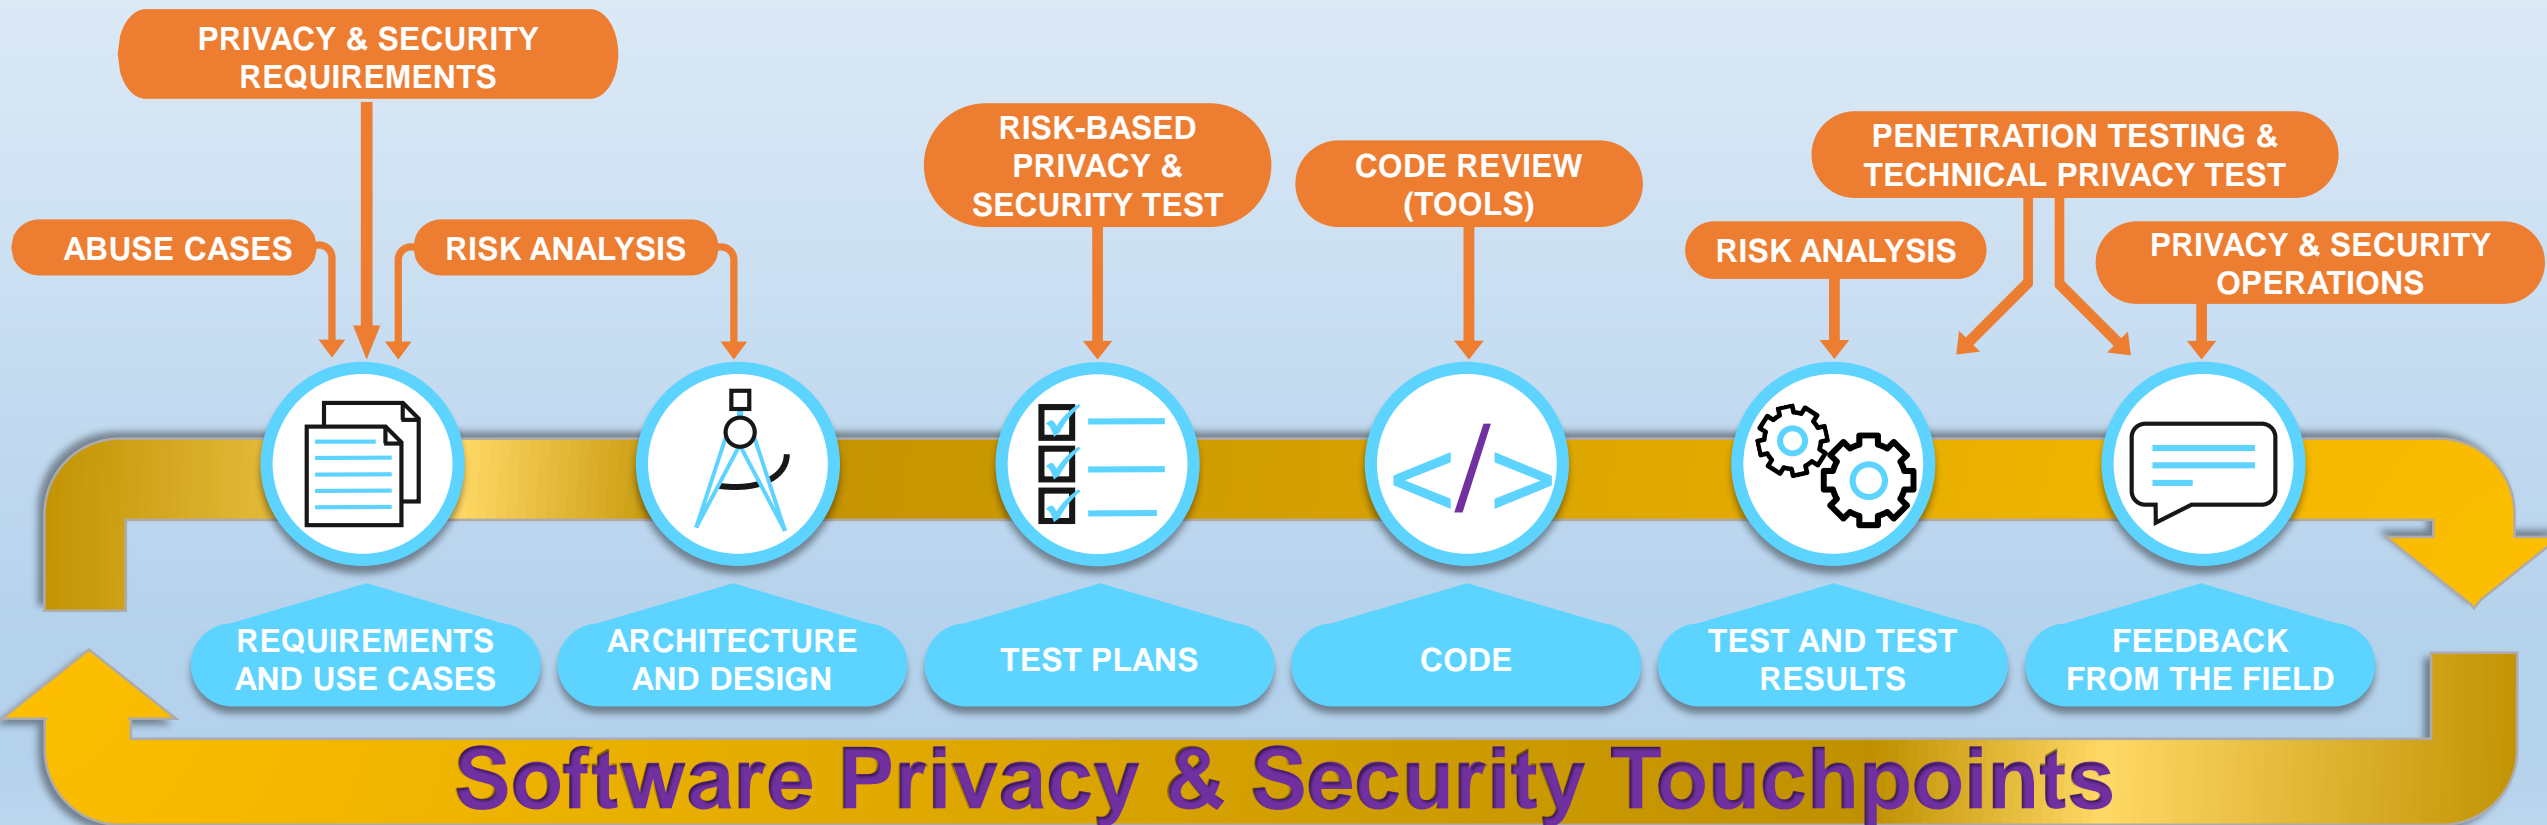 PRIVACY & SECURITY
REQUIREMENTS
ABUSE CASES
RISK ANALYSIS
RISK-BASED
PRIVACY &
SECURITY TEST
CODE REVIEW
(TOOLS)
PENETRATION TESTING &
TECHNICAL PRIVACY TEST
RISK ANALYSIS
PRIVACY & SECURITY
OPERATIONS
</>
REQUIREMENTS
AND USE CASES
ARCHITECTURE
AND DESIGN
TEST PLANS
CODE
TEST AND TEST
RESULTS
FEEDBACK
FROM THE FIELD
Software Privacy & Security Touchpoints